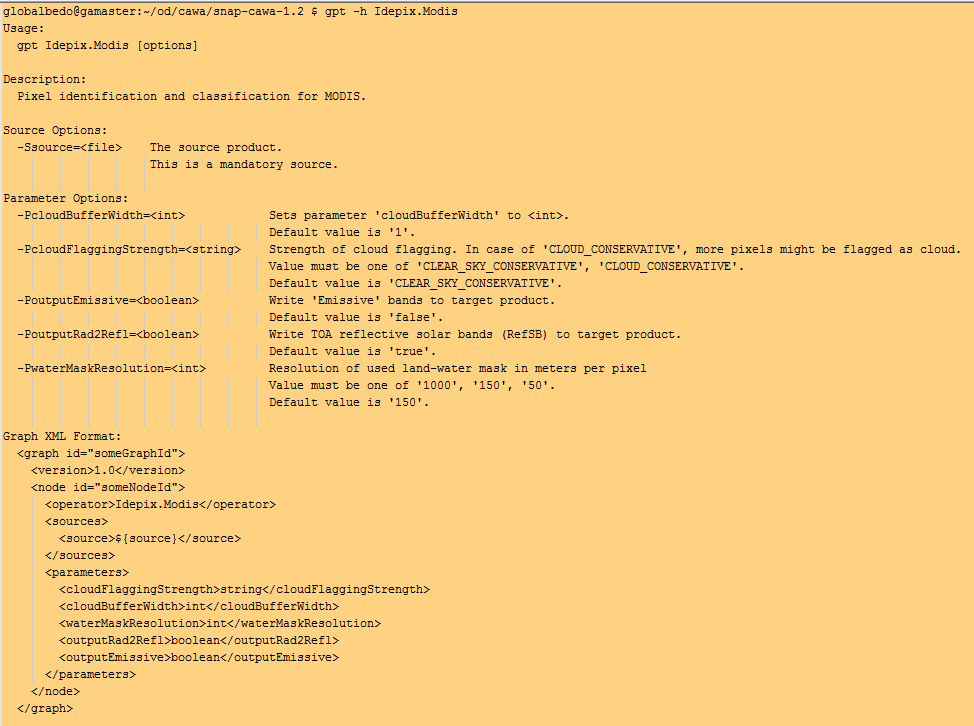 globalbedo@gamaster:~/od/cawa/snap-cawa-1.2 $ gpt -h Idepix.Modis
Usage:
  gpt Idepix.Modis [options]

Description:
  Pixel identification and classification for MODIS.

Source Options:
  -Ssource=<file>    The source product.
                     This is a mandatory source.

Parameter Options:
  -PcloudBufferWidth=<int>            Sets parameter 'cloudBufferWidth' to <int>.
                                      Default value is '1'.
  -PcloudFlaggingStrength=<string>    Strength of cloud flagging. In case of 'CLOUD_CONSERVATIVE', more pixels might be flagged as cloud.
                                      Value must be one of 'CLEAR_SKY_CONSERVATIVE', 'CLOUD_CONSERVATIVE'.
                                      Default value is 'CLEAR_SKY_CONSERVATIVE'.
  -PoutputEmissive=<boolean>          Write 'Emissive' bands to target product.
                                      Default value is 'false'.
  -PoutputRad2Refl=<boolean>          Write TOA reflective solar bands (RefSB) to target product.
                                      Default value is 'true'.
  -PwaterMaskResolution=<int>         Resolution of used land-water mask in meters per pixel
                                      Value must be one of '1000', '150', '50'.
                                      Default value is '150'.

Graph XML Format:
  <graph id="someGraphId">
    <version>1.0</version>
    <node id="someNodeId">
      <operator>Idepix.Modis</operator>
      <sources>
        <source>${source}</source>
      </sources>
      <parameters>
        <cloudFlaggingStrength>string</cloudFlaggingStrength>
        <cloudBufferWidth>int</cloudBufferWidth>
        <waterMaskResolution>int</waterMaskResolution>
        <outputRad2Refl>boolean</outputRad2Refl>
        <outputEmissive>boolean</outputEmissive>
      </parameters>
    </node>
  </graph>